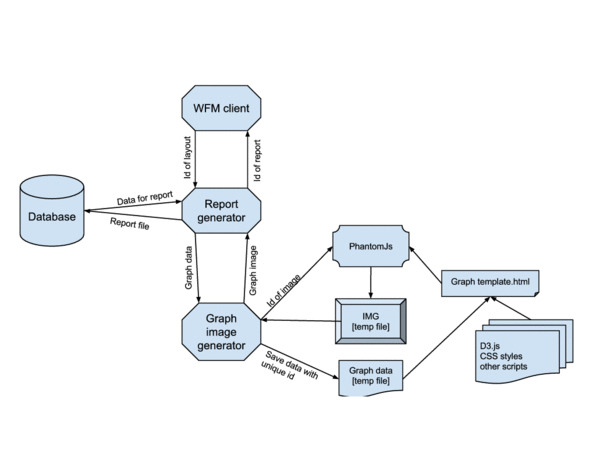 WFM client
Id of layout
Id of report
Database
Data for report
Report file
Report
generator
Graph data
Graph image
Id of image
PhantomJs
Graph template.html
Graph
image
generator
IMG
[temp file]
Save data with
unique id
Graph data
[temp file]
D3.js
CSS styles
other scripts